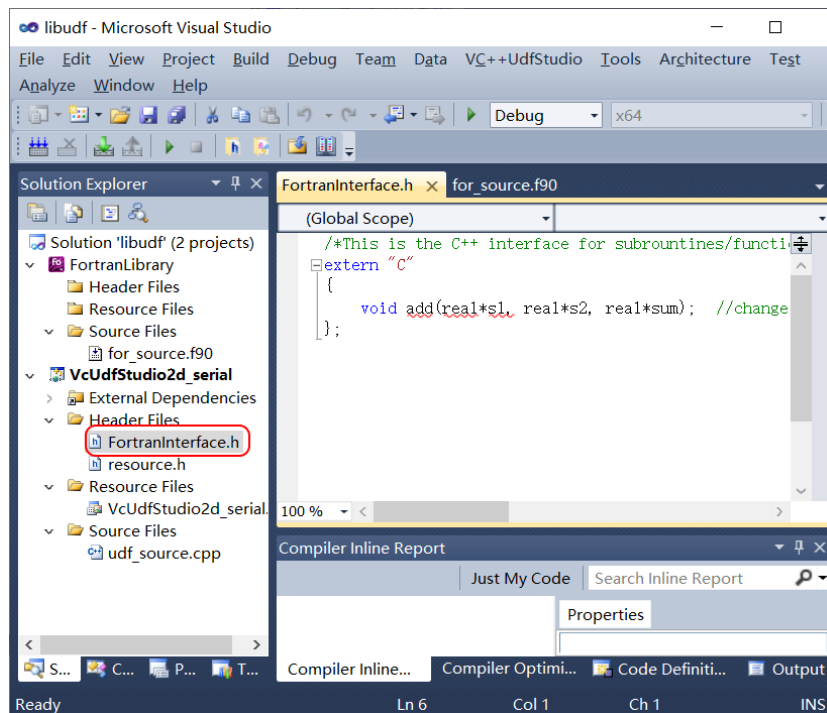 libudf - Microsoft Visual Studio
File Edit View Project Build Debug Team Data VC++UdfStudio Tools Architecture Test
Analyze Window Help
Debug x64
Solution Explorer
FortranInterface.h for_source.f90
(Global Scope)
Solution 'libudf' (2 projects)
FortranLibrary
Header Files
Resource Files
Source Files
for_source.f90
VcUdfStudio2d_serial
External Dependencies
Header Files
FortranInterface.h
resource.h
Resource Files
VcUdfStudio2d_serial.
Source Files
udf_source.cpp
/*This is the C++ interface for subrountines/functi
extern "C"
{
void add(real*s1, real*s2, real*sum); //change
};
100 %
Compiler Inline Report
Just My Code Search Inline Report
Properties
S... C... P... T... Compiler Inline... Compiler Optimi... Code Definiti... Output
Ready Ln 6 Col 1 Ch 1 INS